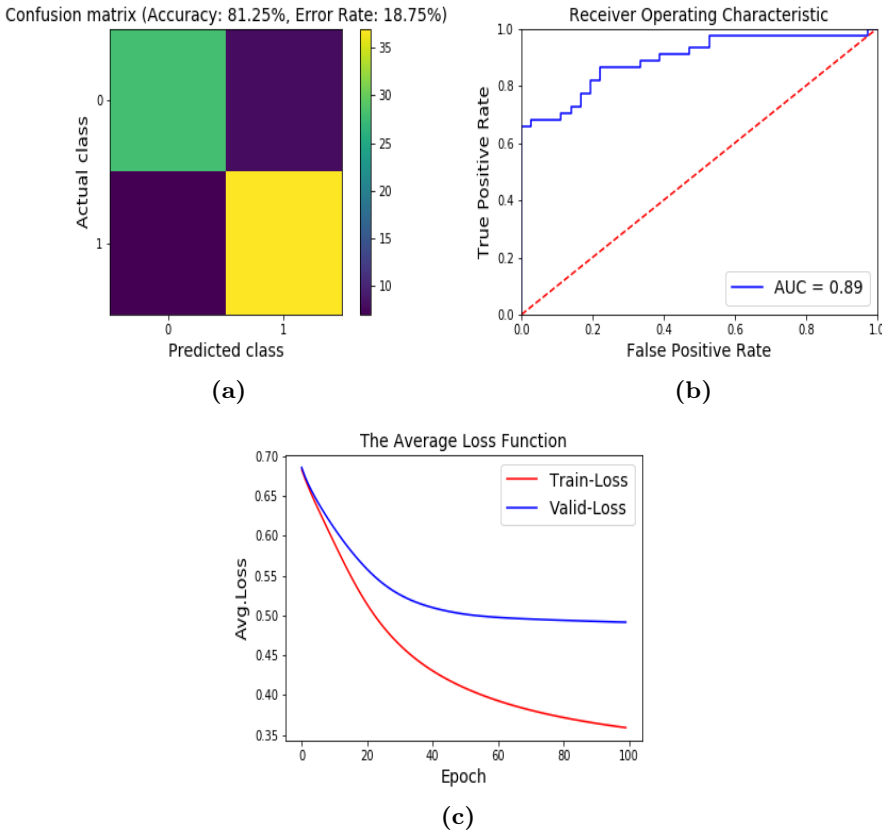 Confusion matrix (Accuracy: 81.25%, Error Rate: 18.75%)
Actual class
0
1
0
1
Predicted class
35
30
25
20
15
10
(a)
Receiver Operating Characteristic
True Positive Rate
1.0
0.8
0.6
0.4
0.2
0.0
0.0
0.2
0.4
0.6
0.8
1.0
False Positive Rate
AUC = 0.89
(b)
The Average Loss Function
Avg.Loss
0.70
0.65
0.60
0.55
0.50
0.45
0.40
0.35
0
20
40
60
80
100
Epoch
Train-Loss
Valid-Loss
(c)